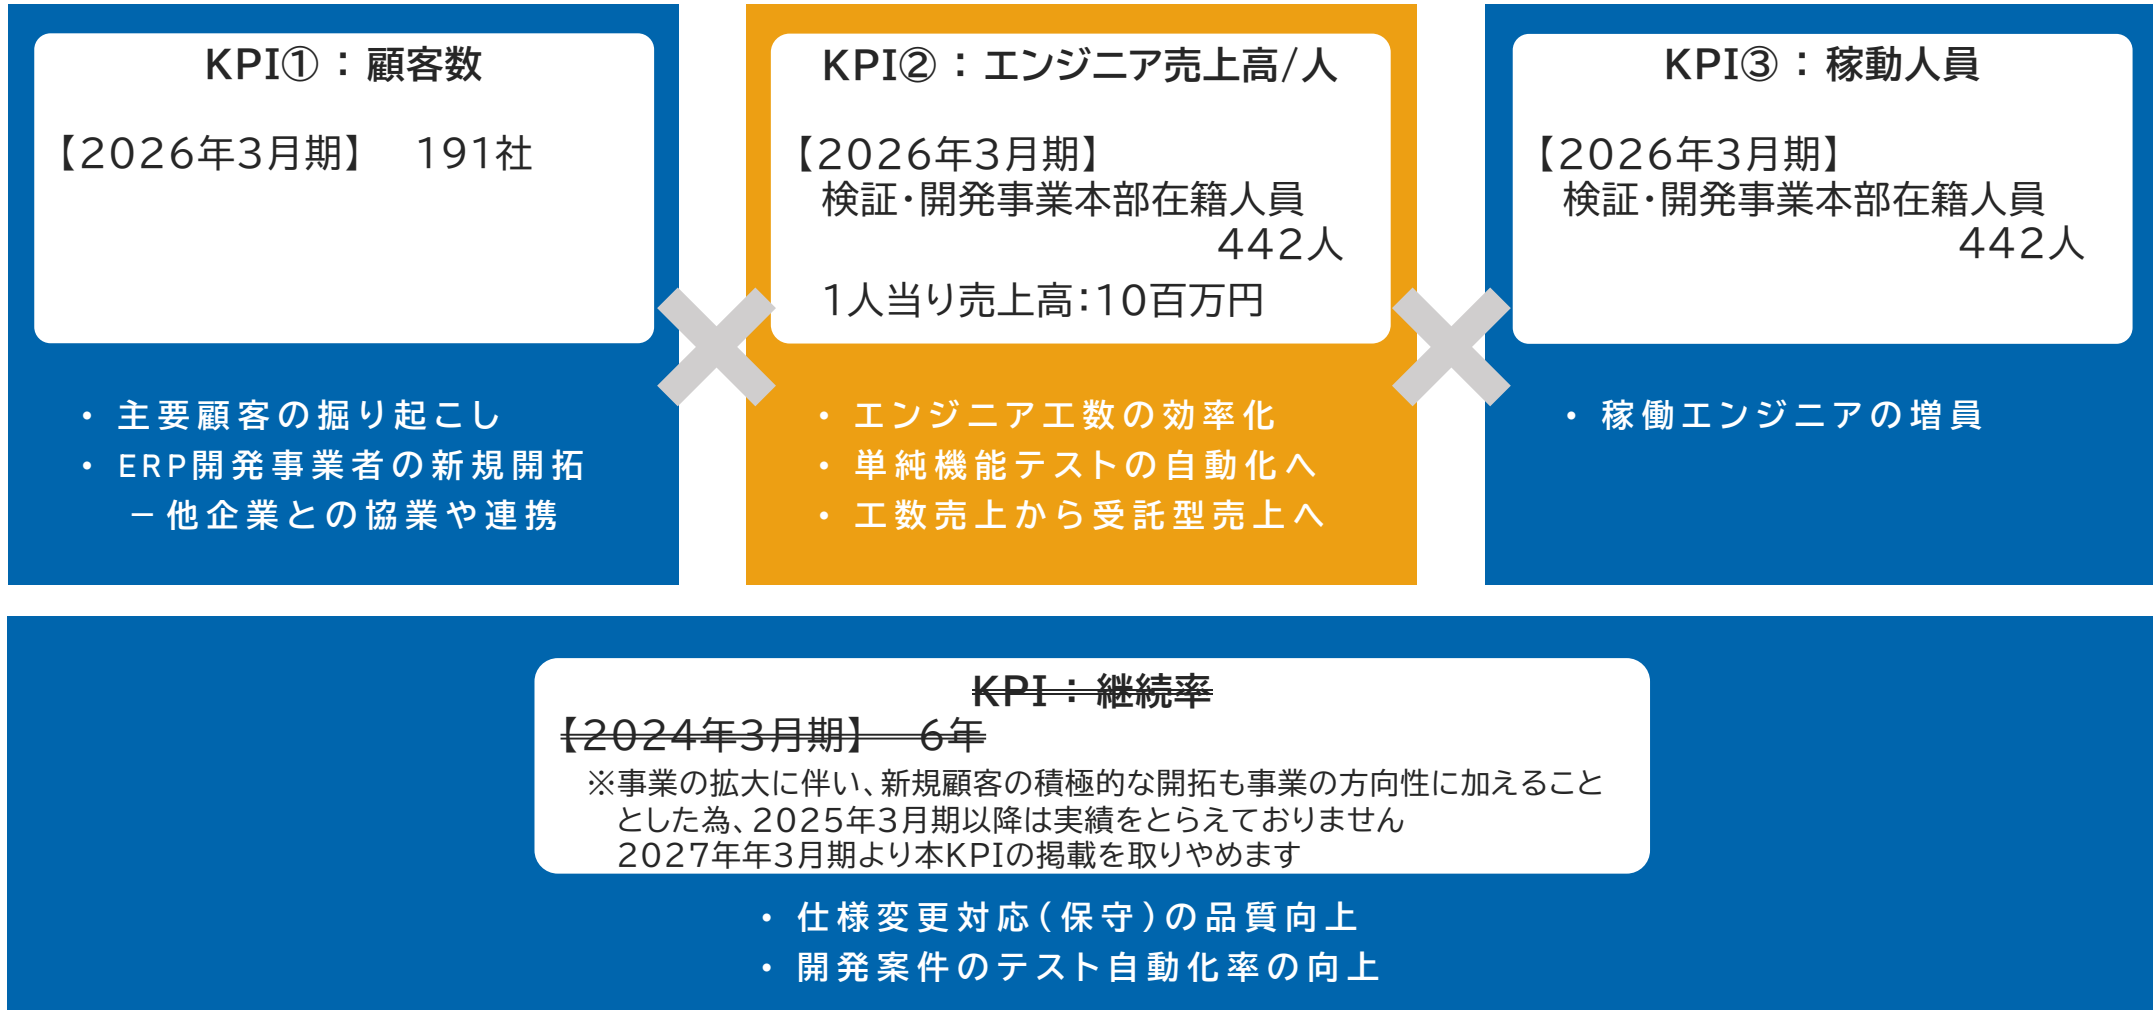 KPI①：顧客数
【2026年3月期】　191社
・主要顧客の掘り起こし
・ERP開発事業者の新規開拓
－他企業との協業や連携
KPI②：エンジニア売上高/人
【2026年3月期】
検証・開発事業本部在籍人員
442人
1人当り売上高：10百万円
・エンジニア工数の効率化
・単純機能テストの自動化へ
・工数売上から受託型売上へ
KPI③：稼動人員
【2026年3月期】
検証・開発事業本部在籍人員
442人
・稼働エンジニアの増員
KPI：継続率
【2024年3月期】　6年
※事業の拡大に伴い、新規顧客の積極的な開拓も事業の方向性に加えること
とした為、2025年3月期以降は実績をとらえておりません
2027年年3月期より本KPIの掲載を取りやめます
・仕様変更対応（保守）の品質向上
・開発案件のテスト自動化率の向上